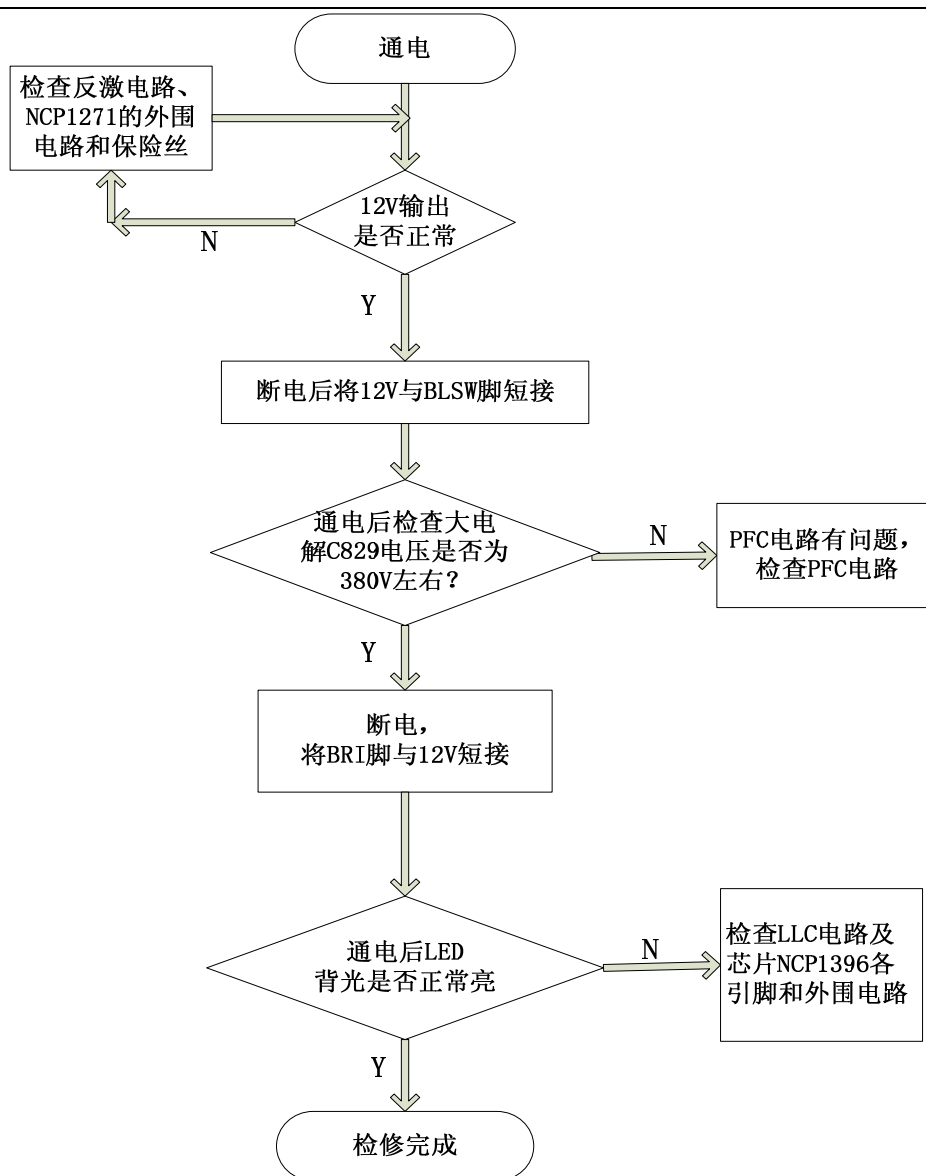 通电
检查反激电路、
NCP1271的外围
电路和保险丝
12V输出
是否正常
N
Y
断电后将12V与BLSW脚短接
通电后检查大电
解C829电压是否为
380V左右？
N
PFC电路有问题，
检查PFC电路
Y
断电，
将BRI脚与12V短接
通电后LED
背光是否正常亮
N
检查LLC电路及
芯片NCP1396各
引脚和外围电路
Y
检修完成